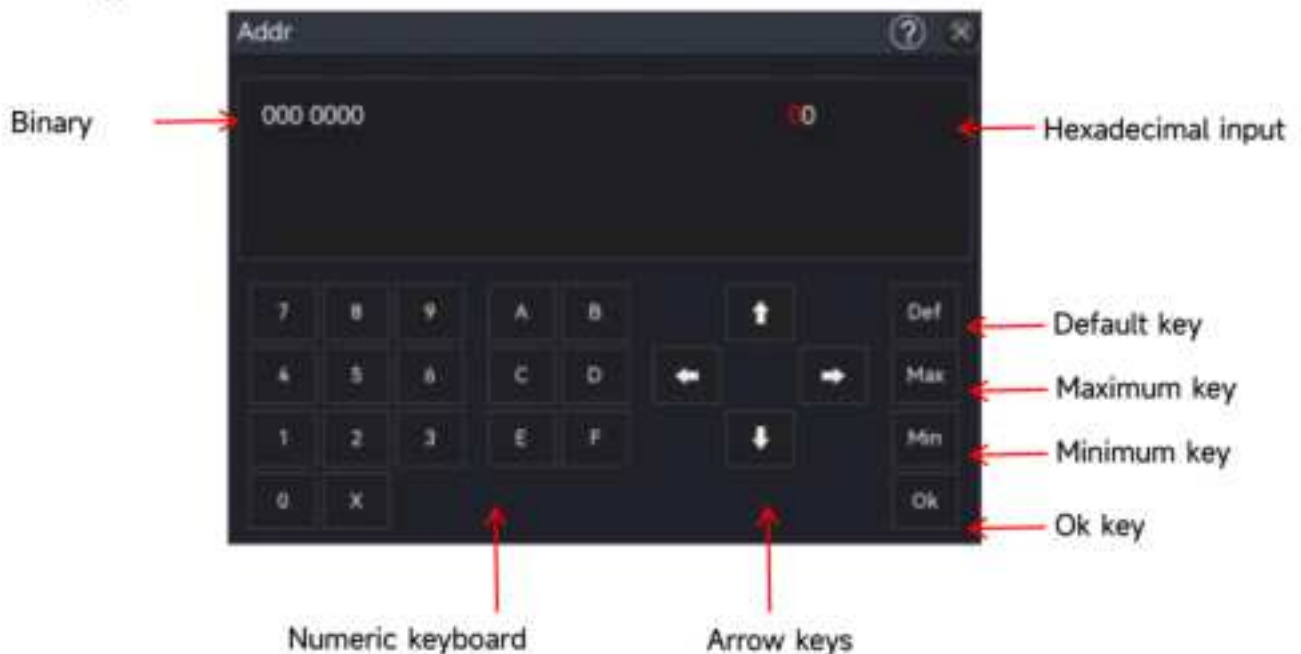 Addr ?
Binary
000 0000
00
Hexadecimal input
7 8 9 A B Def
Default key
4 5 6 C D Max
Maximum key
1 2 3 E F Min
Minimum key
0 X Ok
Ok key
Numeric keyboard
Arrow keys